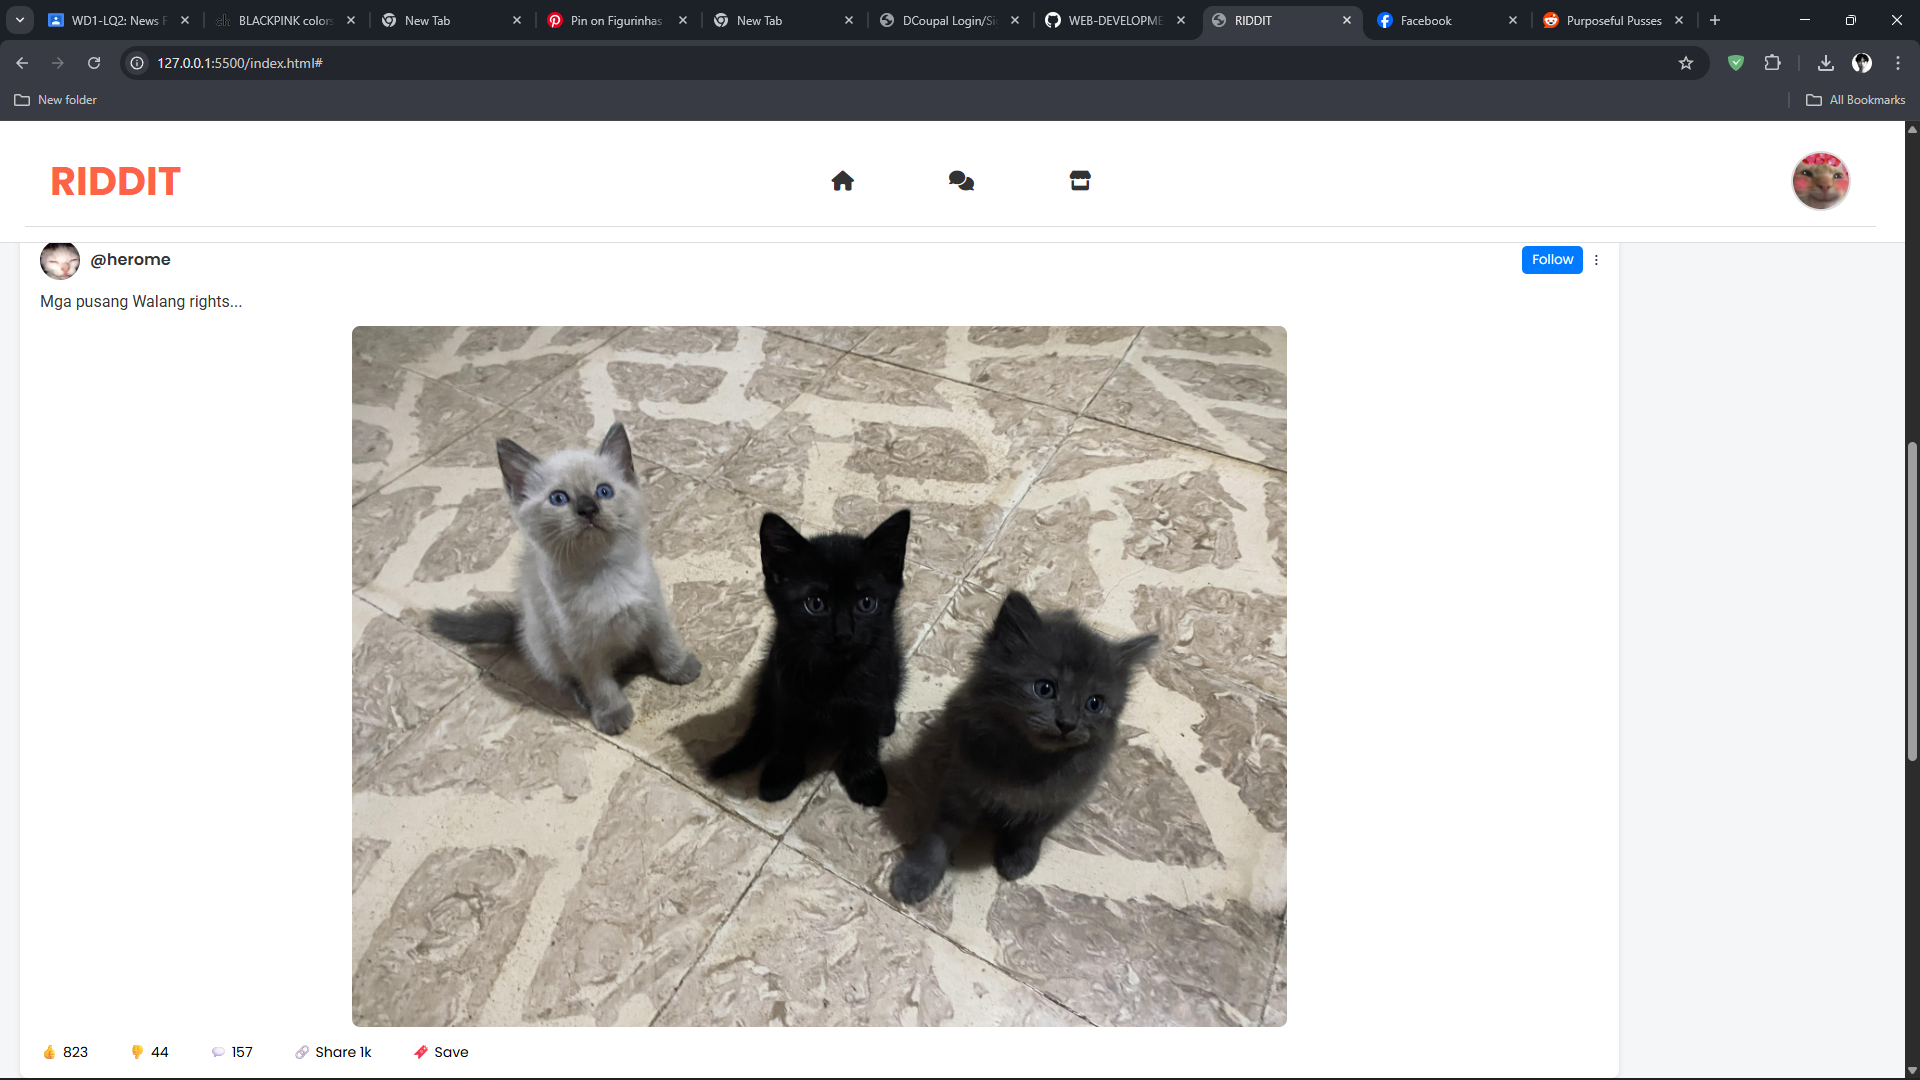 WD1-LQ2: News F
BLACKPINK colors
New Tab
Pin on Figurinhas
New Tab
DCoupal Login/Si
WEB-DEVELOPME
RIDDIT
Facebook
Purposeful Pusses
127.0.0.1:5500/index.html#
New folder
All Bookmarks
RIDDIT
@herome
Follow
Mga pusang Walang rights...
823
44
157
Share 1k
Save